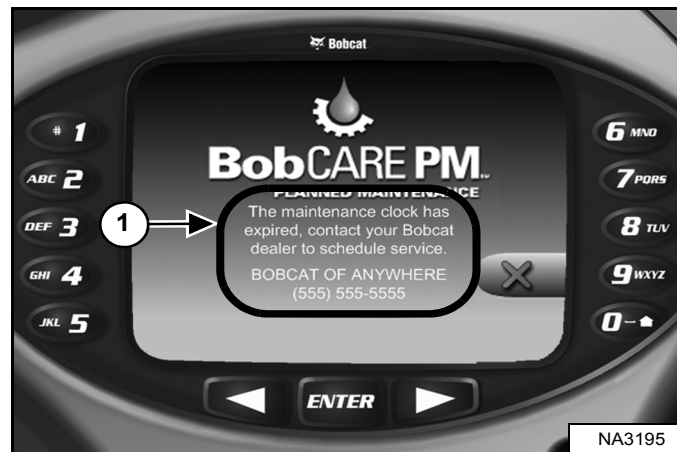 Bobcat
BobCARE PM™
PLANNED MAINTENANCE
The maintenance clock has
expired, contact your Bobcat
dealer to schedule service.
BOBCAT OF ANYWHERE
(555) 555-5555
1
# 1
ABC 2
DEF 3
GHI 4
JKL 5
6 MNO
7 PQRS
8 TUV
9 WXYZ
0-
ENTER
NA3195